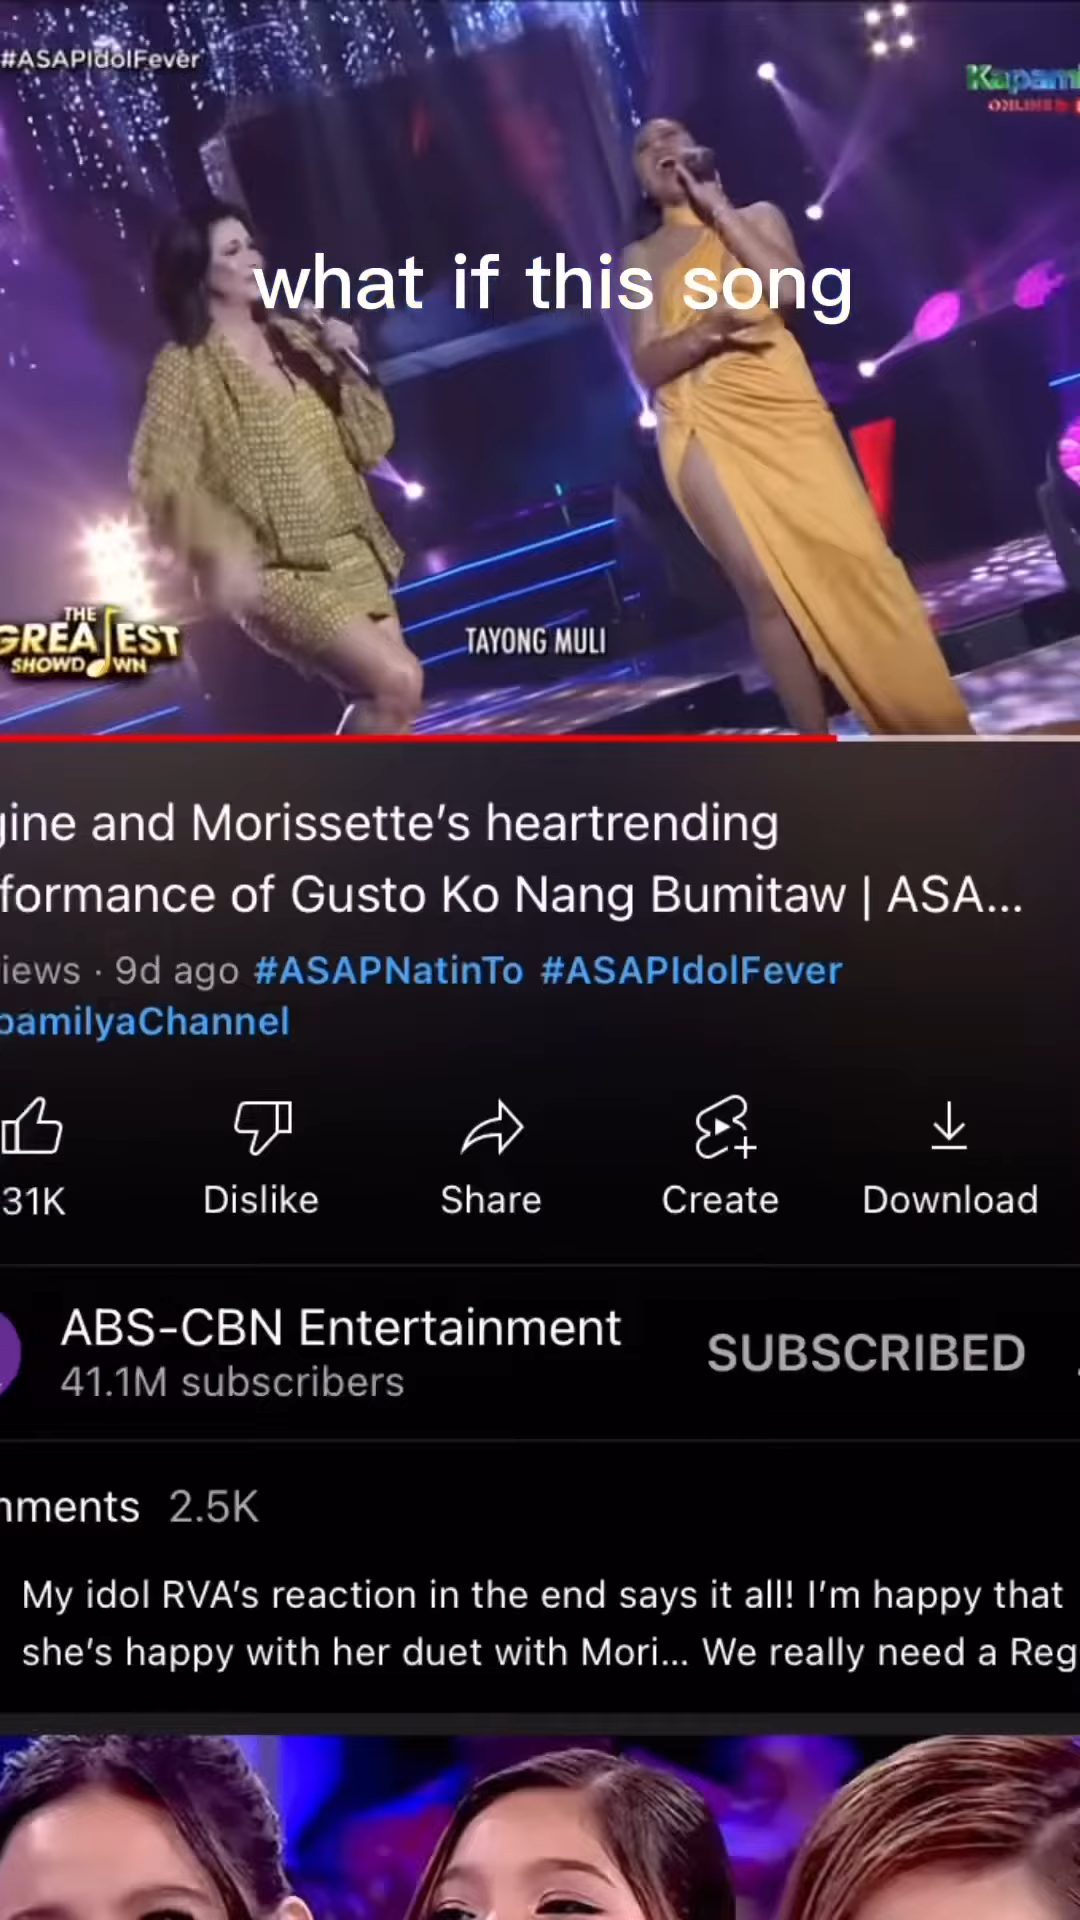 #ASAPIdolFever
Kapami
ONLINE
what if this song
THE
GREATEST
SHOWDOWN
TAYONG MULI
gine and Morissette's heartrending
formance of Gusto Ko Nang Bumitaw | ASA...
iews · 9d ago #ASAPNatinTo #ASAPIdolFever
pamilyaChannel
31K
Dislike
Share
Create
Download
ABS-CBN Entertainment
SUBSCRIBED
41.1M subscribers
mments 2.5K
My idol RVA's reaction in the end says it all! I'm happy that
she's happy with her duet with Mori... We really need a Reg